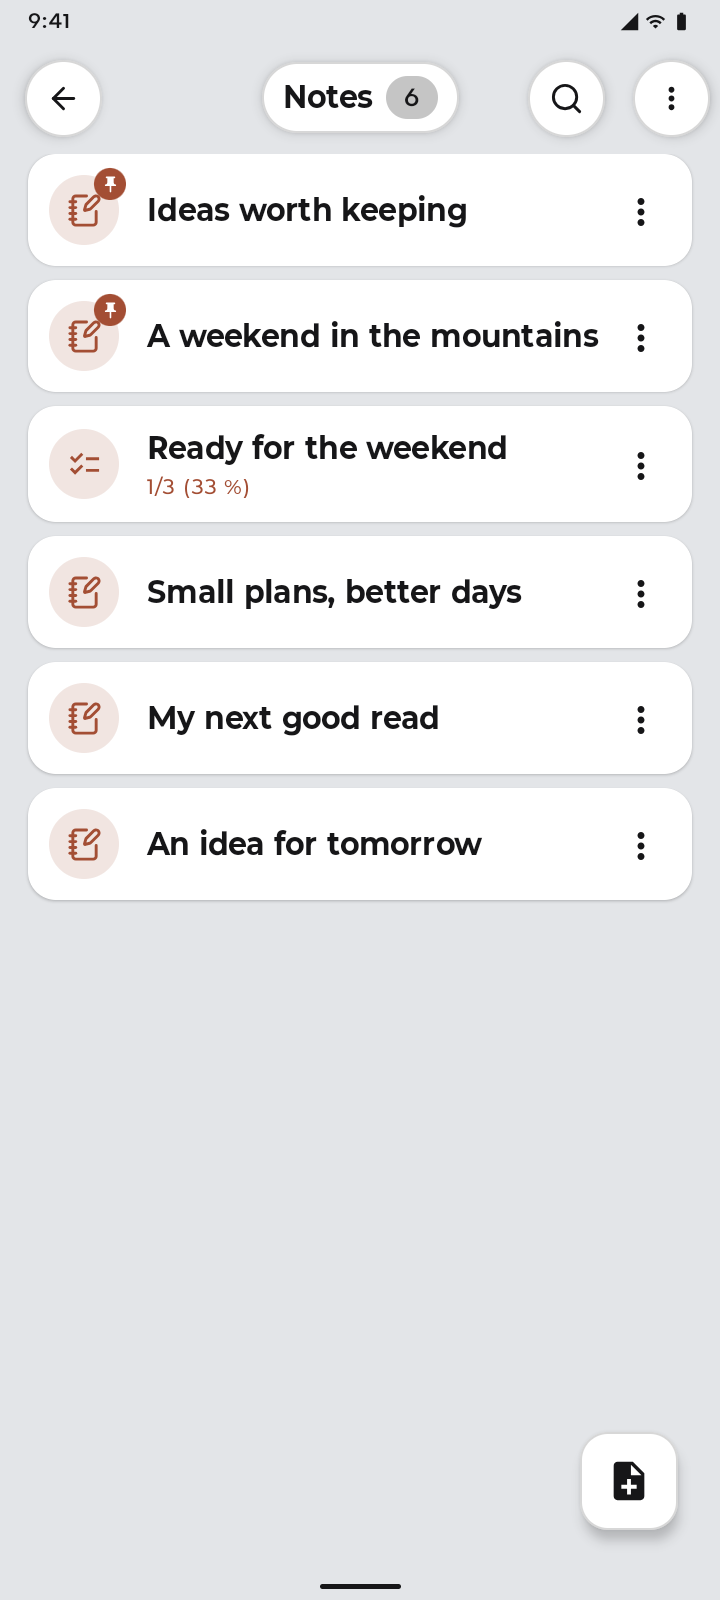 9:41
Notes 6
Ideas worth keeping
A weekend in the mountains
Ready for the weekend
1/3 (33 %)
Small plans, better days
My next good read
An idea for tomorrow